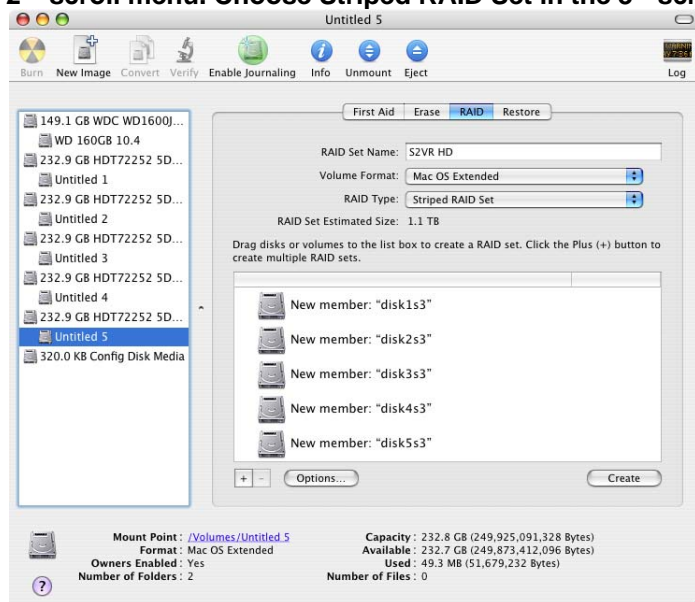 2 scroll menu. Choose Striped RAID Set in the 3 scr
Untitled 5
Burn New Image Convert Verify Enable Journaling Info Unmount Eject Log
First Aid Erase RAID Restore
149.1 GB WDC WD1600J...
WD 160GB 10.4
232.9 GB HDT72252 5D...
Untitled 1
232.9 GB HDT72252 5D...
Untitled 2
232.9 GB HDT72252 5D...
Untitled 3
232.9 GB HDT72252 5D...
Untitled 4
232.9 GB HDT72252 5D...
Untitled 5
320.0 KB Config Disk Media
RAID Set Name: S2VR HD
Volume Format: Mac OS Extended
RAID Type: Striped RAID Set
RAID Set Estimated Size: 1.1 TB
Drag disks or volumes to the list box to create a RAID set. Click the Plus (+) button to
create multiple RAID sets.
New member: “disk1s3”
New member: “disk2s3”
New member: “disk3s3”
New member: “disk4s3”
New member: “disk5s3”
+ - Options... Create
Mount Point : /Volumes/Untitled 5
Format : Mac OS Extended
Owners Enabled : Yes
Number of Folders : 2
Capacity : 232.8 GB (249,925,091,328 Bytes)
Available : 232.7 GB (249,873,412,096 Bytes)
Used : 49.3 MB (51,679,232 Bytes)
Number of Files : 0
?